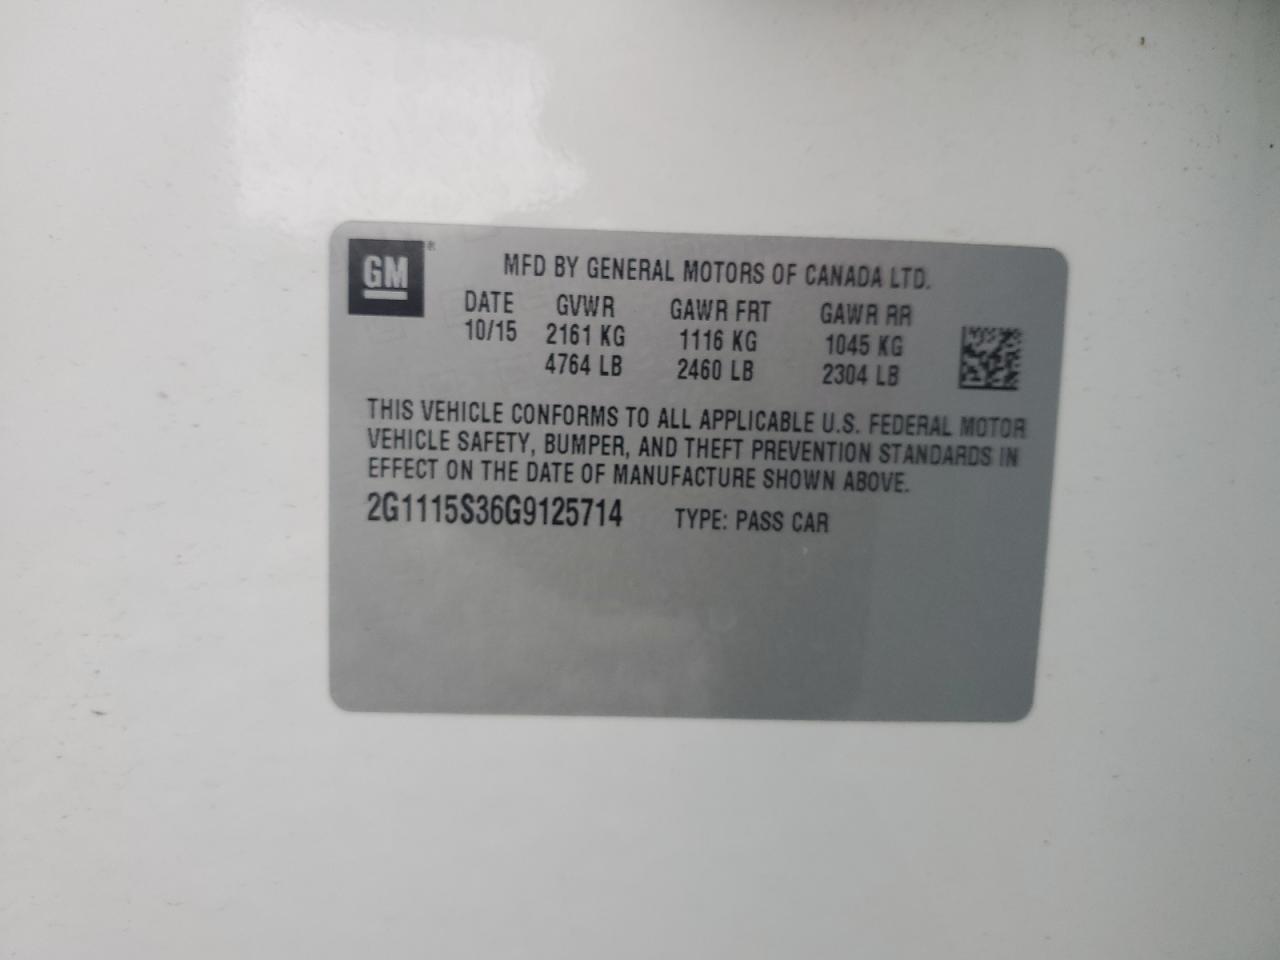 GM®
MFD BY GENERAL MOTORS OF CANADA LTD.
DATE GVWR GAWR FRT GAWR RR
10/15 2161 KG 1116 KG 1045 KG
4764 LB 2460 LB 2304 LB
THIS VEHICLE CONFORMS TO ALL APPLICABLE U.S. FEDERAL MOTOR
VEHICLE SAFETY, BUMPER, AND THEFT PREVENTION STANDARDS IN
EFFECT ON THE DATE OF MANUFACTURE SHOWN ABOVE.
2G1115S36G9125714 TYPE: PASS CAR